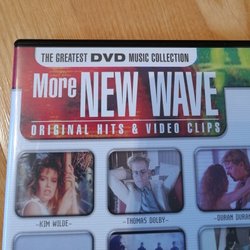 THE GREATEST DVD MUSIC COLLECTION
More NEW WAVE
ORIGINAL HITS & VIDEO CLIPS
-KIM WILDE-
-THOMAS DOLBY-
-DURAN DURAN